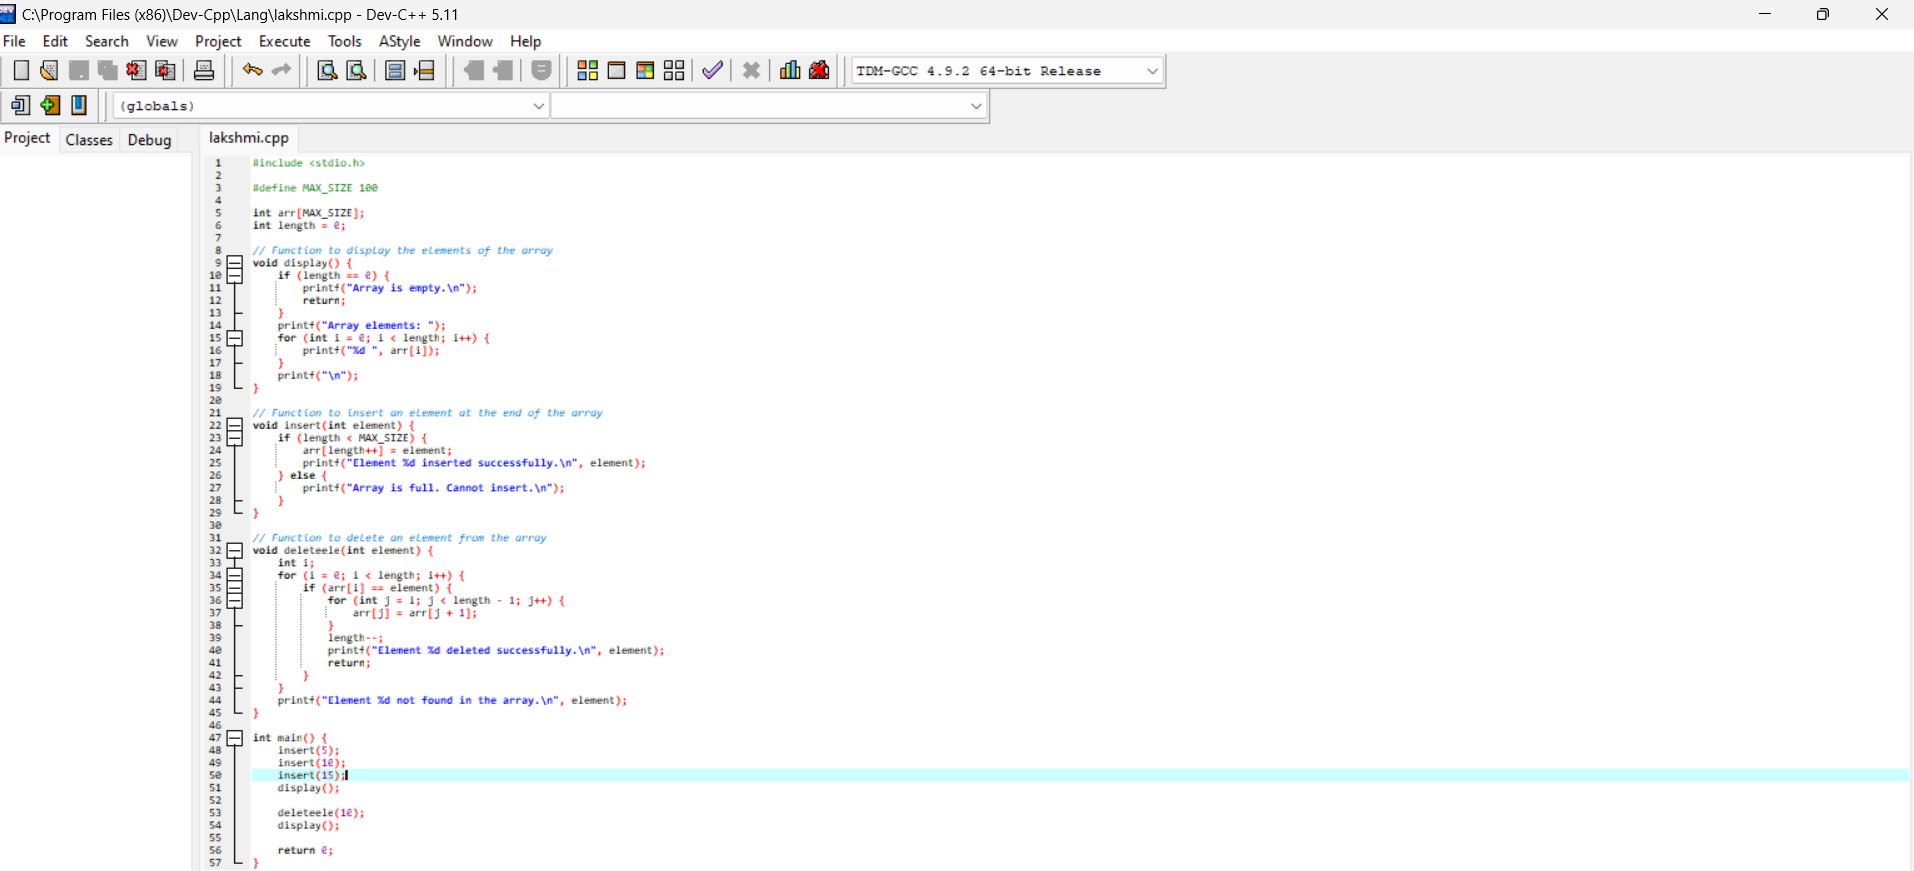 C:\Program Files (x86)\Dev-Cpp\Lang\lakshmi.cpp - Dev-C++ 5.11
File Edit Search View Project Execute Tools AStyle Window Help
TDM-GCC 4.9.2 64-bit Release
(globals)
Project Classes Debug lakshmi.cpp
1 #include <stdio.h>
2
3 #define MAX_SIZE 100
4
5 int arr[MAX_SIZE];
6 int length = 0;
7
8 // Function to display the elements of the array
9 void display() {
10 if (length == 0) {
11 printf("Array is empty.\n");
12 return;
13 }
14 printf("Array elements: ");
15 for (int i = 0; i < length; i++) {
16 printf("%d ", arr[i]);
17 }
18 printf("\n");
19 }
20
21 // Function to insert an element at the end of the array
22 void insert(int element) {
23 if (length < MAX_SIZE) {
24 arr[length++] = element;
25 printf("Element %d inserted successfully.\n", element);
26 } else {
27 printf("Array is full. Cannot insert.\n");
28 }
29 }
30
31 // Function to delete an element from the array
32 void deleteele(int element) {
33 int i;
34 for (i = 0; i < length; i++) {
35 if (arr[i] == element) {
36 for (int j = i; j < length - 1; j++) {
37 arr[j] = arr[j + 1];
38 }
39 length--;
40 printf("Element %d deleted successfully.\n", element);
41 return;
42 }
43 }
44 printf("Element %d not found in the array.\n", element);
45 }
46
47 int main() {
48 insert(5);
49 insert(10);
50 insert(15);
51 display();
52
53 deleteele(10);
54 display();
55
56 return 0;
57 }